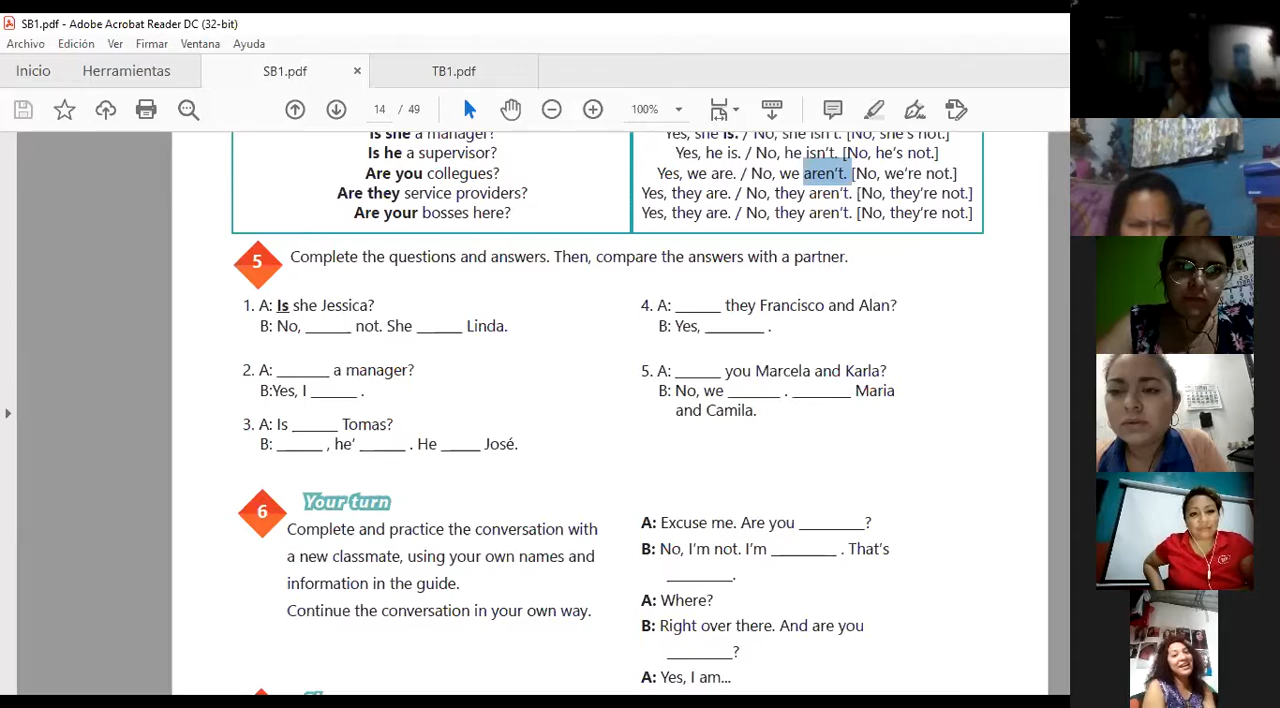 SB1.pdf - Adobe Acrobat Reader DC (32-bit)
Archivo Edición Ver Firmar Ventana Ayuda
Inicio Herramientas SB1.pdf × TB1.pdf
14 / 49 100%
Is she a manager? Yes, she is. / No, she isn't. [No, she's not.]
Is he a supervisor? Yes, he is. / No, he isn't. [No, he's not.]
Are you collegues? Yes, we are. / No, we aren't. [No, we're not.]
Are they service providers? Yes, they are. / No, they aren't. [No, they're not.]
Are your bosses here? Yes, they are. / No, they aren't. [No, they're not.]
5 Complete the questions and answers. Then, compare the answers with a partner.
1. A: Is she Jessica?
B: No, ______ not. She ______ Linda.
2. A: _______ a manager?
B:Yes, I ______ .
3. A: Is ______ Tomas?
B: ______ , he' ______ . He _____ José.
4. A: ______ they Francisco and Alan?
B: Yes, ________ .
5. A: ______ you Marcela and Karla?
B: No, we _______ . ________ Maria
and Camila.
6 Your turn
Complete and practice the conversation with
a new classmate, using your own names and
information in the guide.
Continue the conversation in your own way.
A: Excuse me. Are you _________?
B: No, I'm not. I'm _________ . That's
_________.
A: Where?
B: Right over there. And are you
_________?
A: Yes, I am...